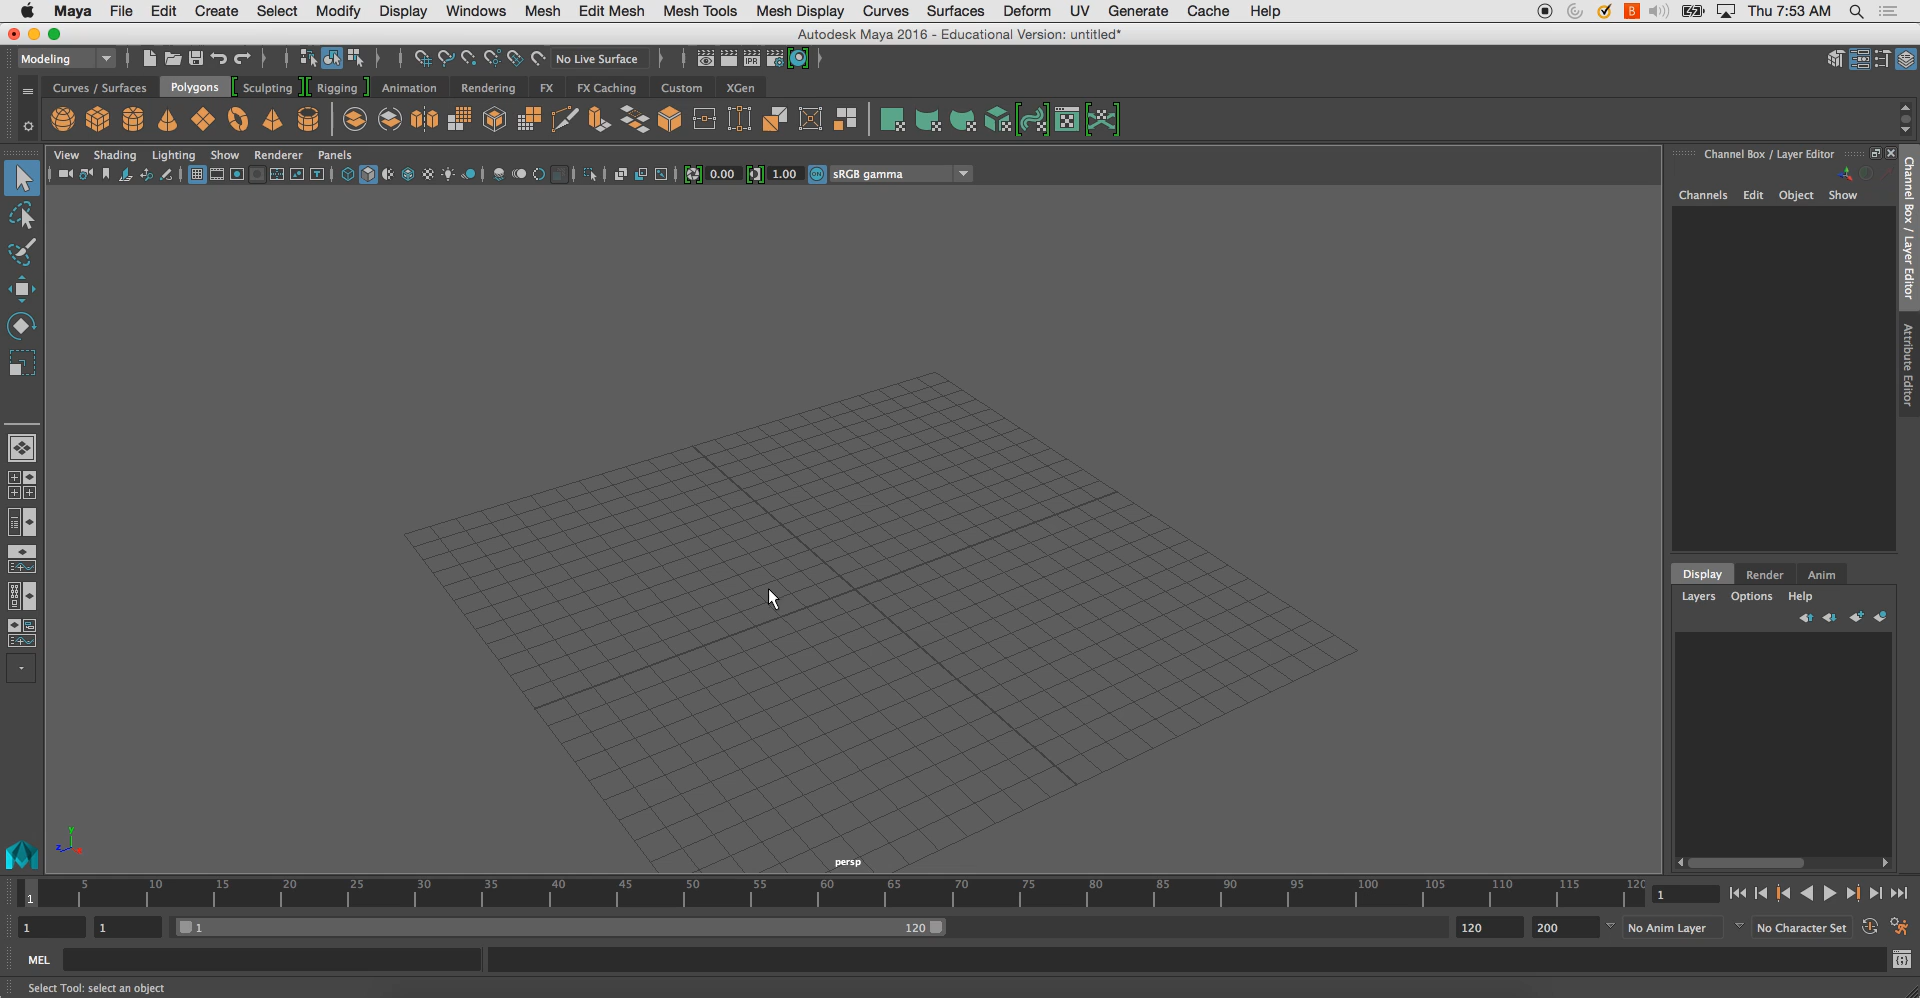 Maya File Edit Create Select Modify Display Windows Mesh Edit Mesh Mesh Tools Mesh Display Curves Surfaces Deform UV Generate Cache Help
B Thu 7:53 AM
Autodesk Maya 2016 - Educational Version: untitled*
Modeling
No Live Surface
IPR
Curves / Surfaces Polygons Sculpting Rigging Animation Rendering FX FX Caching Custom XGen
View Shading Lighting Show Renderer Panels
0.00 1.00 ON sRGB gamma
Channel Box / Layer Editor
Channels Edit Object Show
Channel Box / Layer Editor
Attribute Editor
Display Render Anim
Layers Options Help
y
z
persp
5 10 15 20 25 30 35 40 45 50 55 60 65 70 75 80 85 90 95 100 105 110 115 120
1
1
1 1 1 120 120 200 No Anim Layer No Character Set
MEL
Select Tool: select an object